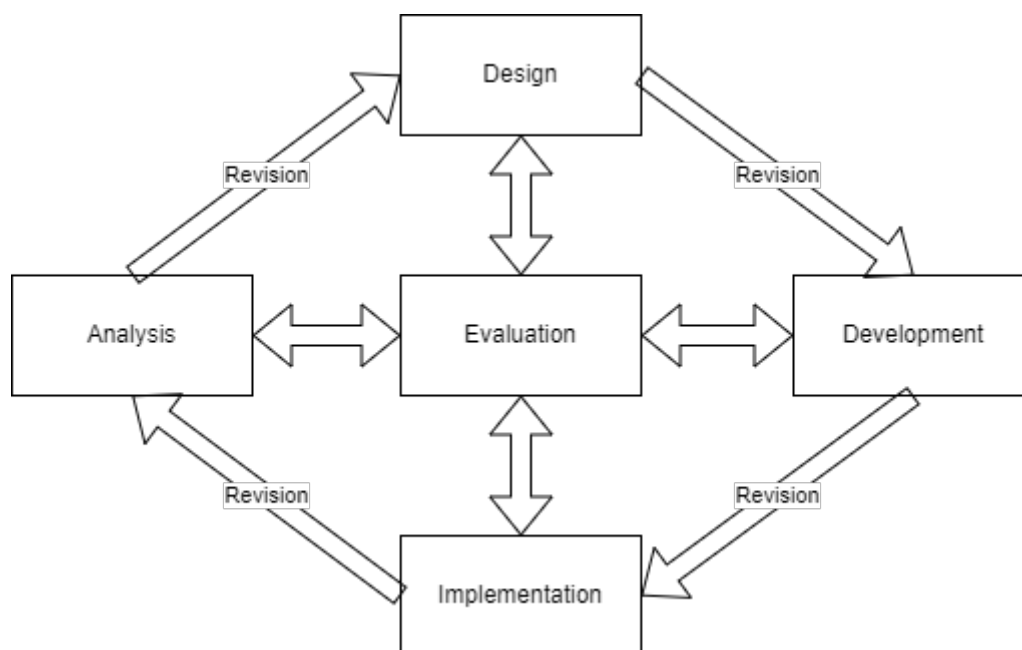 Design
Revision
Revision
Analysis
Evaluation
Development
Revision
Revision
Implementation